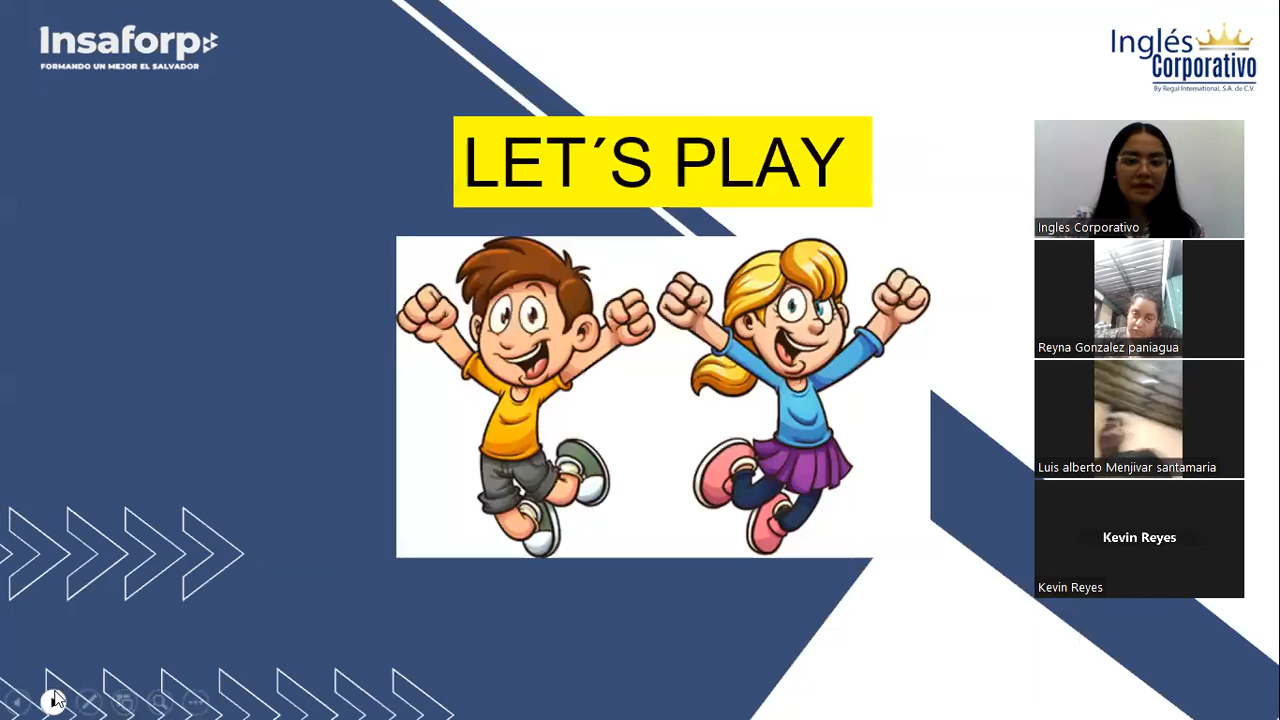 Insaforp
FORMANDO UN MEJOR EL SALVADOR
Inglés
Corporativo
By Regal International, S.A. de C.V.
LET´S PLAY
Ingles Corporativo
Reyna Gonzalez paniagua
Luis alberto Menjivar santamaria
Kevin Reyes
Kevin Reyes